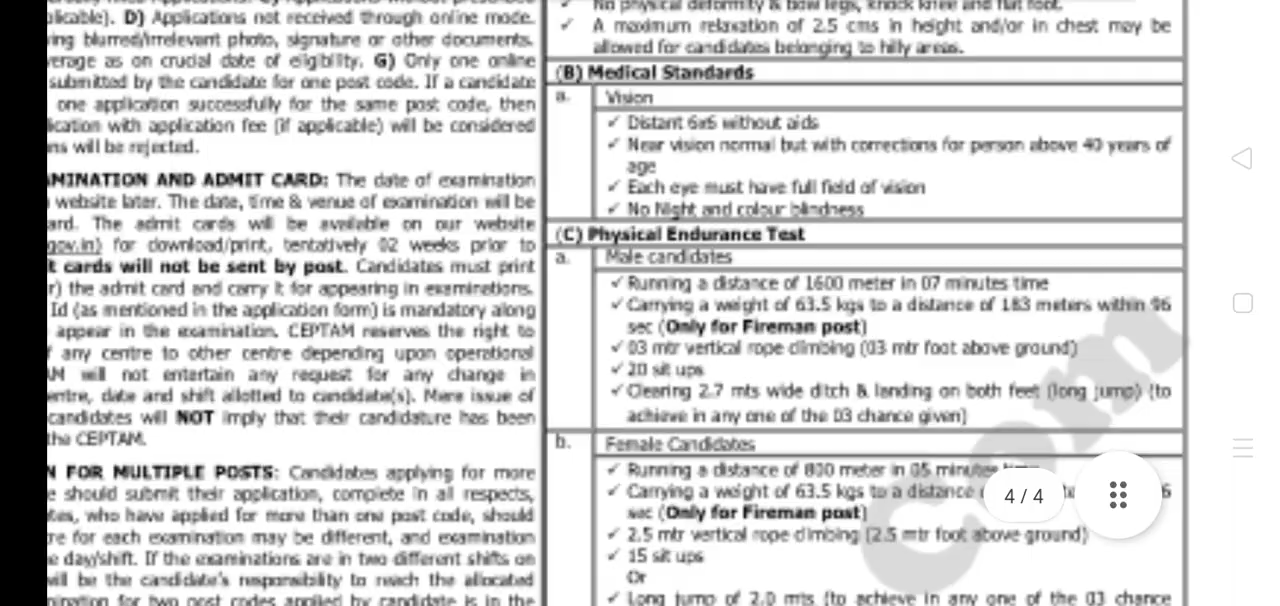 plicable). D) Applications not received through online mode.
ing blurred/irrelevant photo, signature or other documents.
verage as on crucial date of eligibility. G) Only one online
submitted by the candidate for one post code. If a candidate
one application successfully for the same post code, then
ication with application fee (if applicable) will be considered
ns will be rejected.
MINATION AND ADMIT CARD: The date of examination
website later. The date, time & venue of examination will be
ard. The admit cards will be available on our website
gov.in) for download/print, tentatively 02 weeks prior to
t cards will not be sent by post. Candidates must print
r) the admit card and carry it for appearing in examinations.
Id (as mentioned in the application form) is mandatory along
appear in the examination. CEPTAM reserves the right to
f any centre to other centre depending upon operational
AM will not entertain any request for any change in
entre, date and shift allotted to candidate(s). Mere issue of
candidates will NOT imply that their candidature has been
the CEPTAM.
N FOR MULTIPLE POSTS: Candidates applying for more
e should submit their application, complete in all respects,
tes, who have applied for more than one post code, should
re for each examination may be different, and examination
e day/shift. If the examinations are in two different shifts on
will be the candidate's responsibility to reach the allocated
mination for two post codes applied by candidate is in the
✓ No physical deformity & bow legs, knock knee and flat foot.
✓ A maximum relaxation of 2.5 cms in height and/or in chest may be
allowed for candidates belonging to hilly areas.
(B) Medical Standards
a. Vision
✓ Distant 6x6 without aids
✓ Near vision normal but with corrections for person above 40 years of
age
✓ Each eye must have full field of vision
✓ No Night and colour blindness
(C) Physical Endurance Test
a. Male candidates
✓ Running a distance of 1600 meter in 07 minutes time
✓ Carrying a weight of 63.5 kgs to a distance of 183 meters within 96
sec (Only for Fireman post)
✓ 03 mtr vertical rope climbing (03 mtr foot above ground)
✓ 20 sit ups
✓ Clearing 2.7 mts wide ditch & landing on both feet (long jump) (to
achieve in any one of the 03 chance given)
b. Female Candidates
✓ Running a distance of 800 meter in 05 minutes
✓ Carrying a weight of 63.5 kgs to a distance 6
sec (Only for Fireman post)
✓ 2.5 mtr vertical rope climbing (2.5 mtr foot above ground)
✓ 15 sit ups
Or
✓ Long jump of 2.0 mts (to achieve in any one of the 03 chance
4 / 4
com